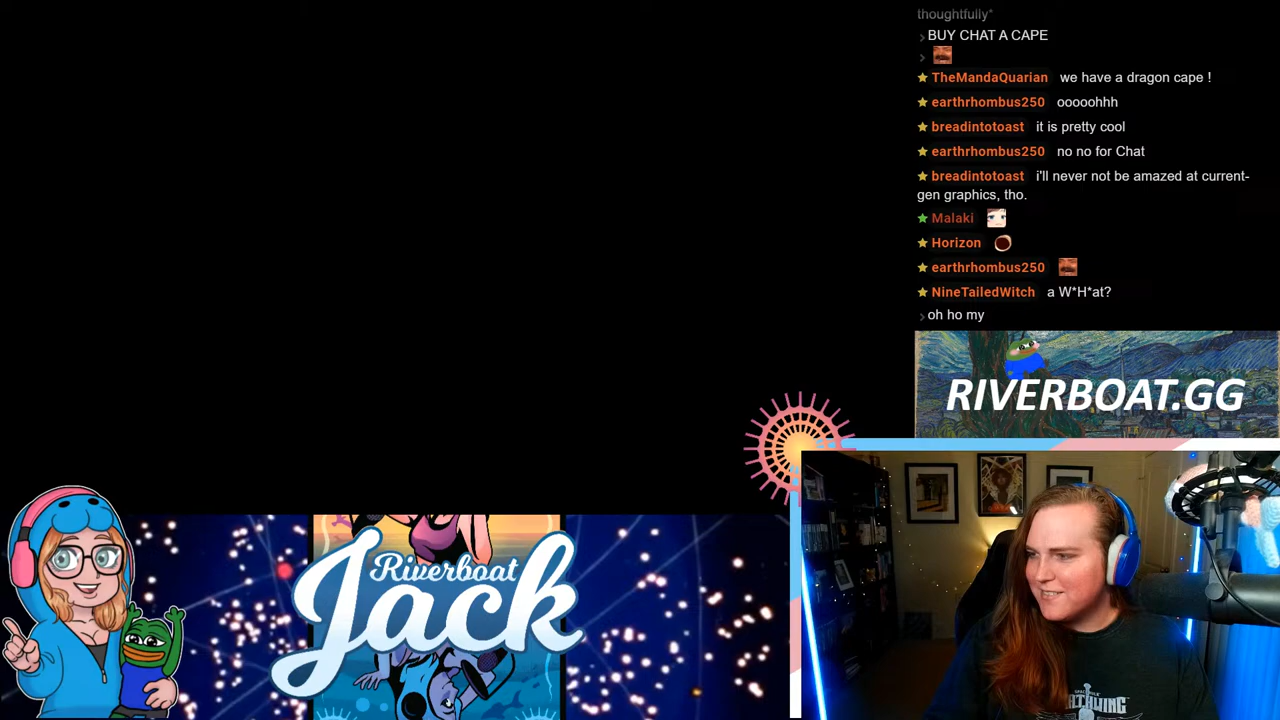 thoughtfully*
BUY CHAT A CAPE
TheMandaQuarian we have a dragon cape !
earthrhombus250 ooooohhh
breadintotoast it is pretty cool
earthrhombus250 no no for Chat
breadintotoast i'll never not be amazed at current-
gen graphics, tho.
Malaki
Horizon
earthrhombus250
NineTailedWitch a W*H*at?
oh ho my
RIVERBOAT.GG
Riverboat
Jack